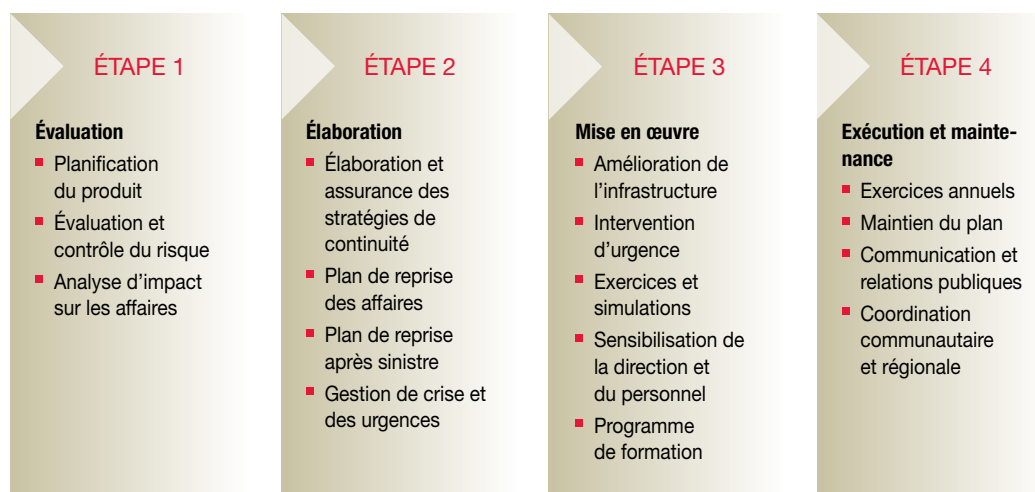 ÉTAPE 1
Évaluation
Planification
du produit
Évaluation et
contrôle du risque
Analyse d’impact
sur les affaires
ÉTAPE 2
Élaboration
Élaboration et
assurance des
stratégies de
continuité
Plan de reprise
des affaires
Plan de reprise
après sinistre
Gestion de crise et
des urgences
ÉTAPE 3
Mise en œuvre
Amélioration de
l’infrastructure
Intervention
d’urgence
Exercices et
simulations
Sensibilisation de
la direction et
du personnel
Programme
de formation
ÉTAPE 4
Exécution et mainte-
nance
Exercices annuels
Maintien du plan
Communication et
relations publiques
Coordination
communautaire
et régionale